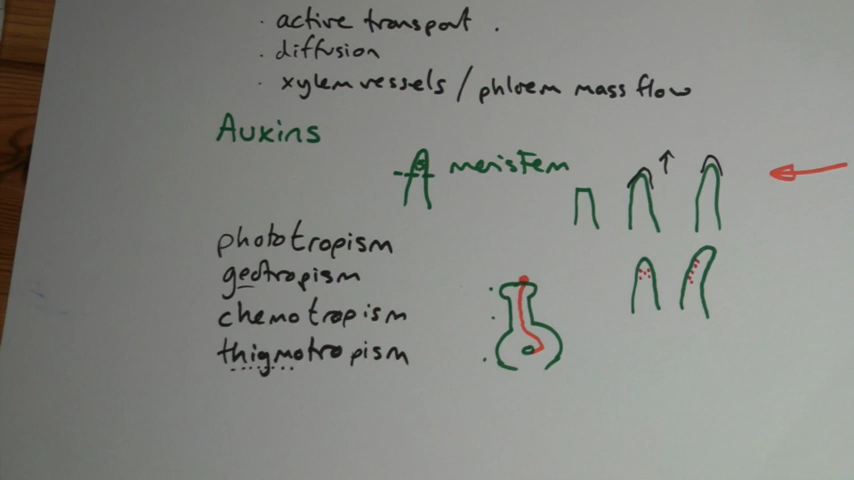 · active transport .
· diffusion
· xylem vessels / phloem mass flow
Auxins
meristem
phototropism
geotropism
chemotropism
thigmotropism